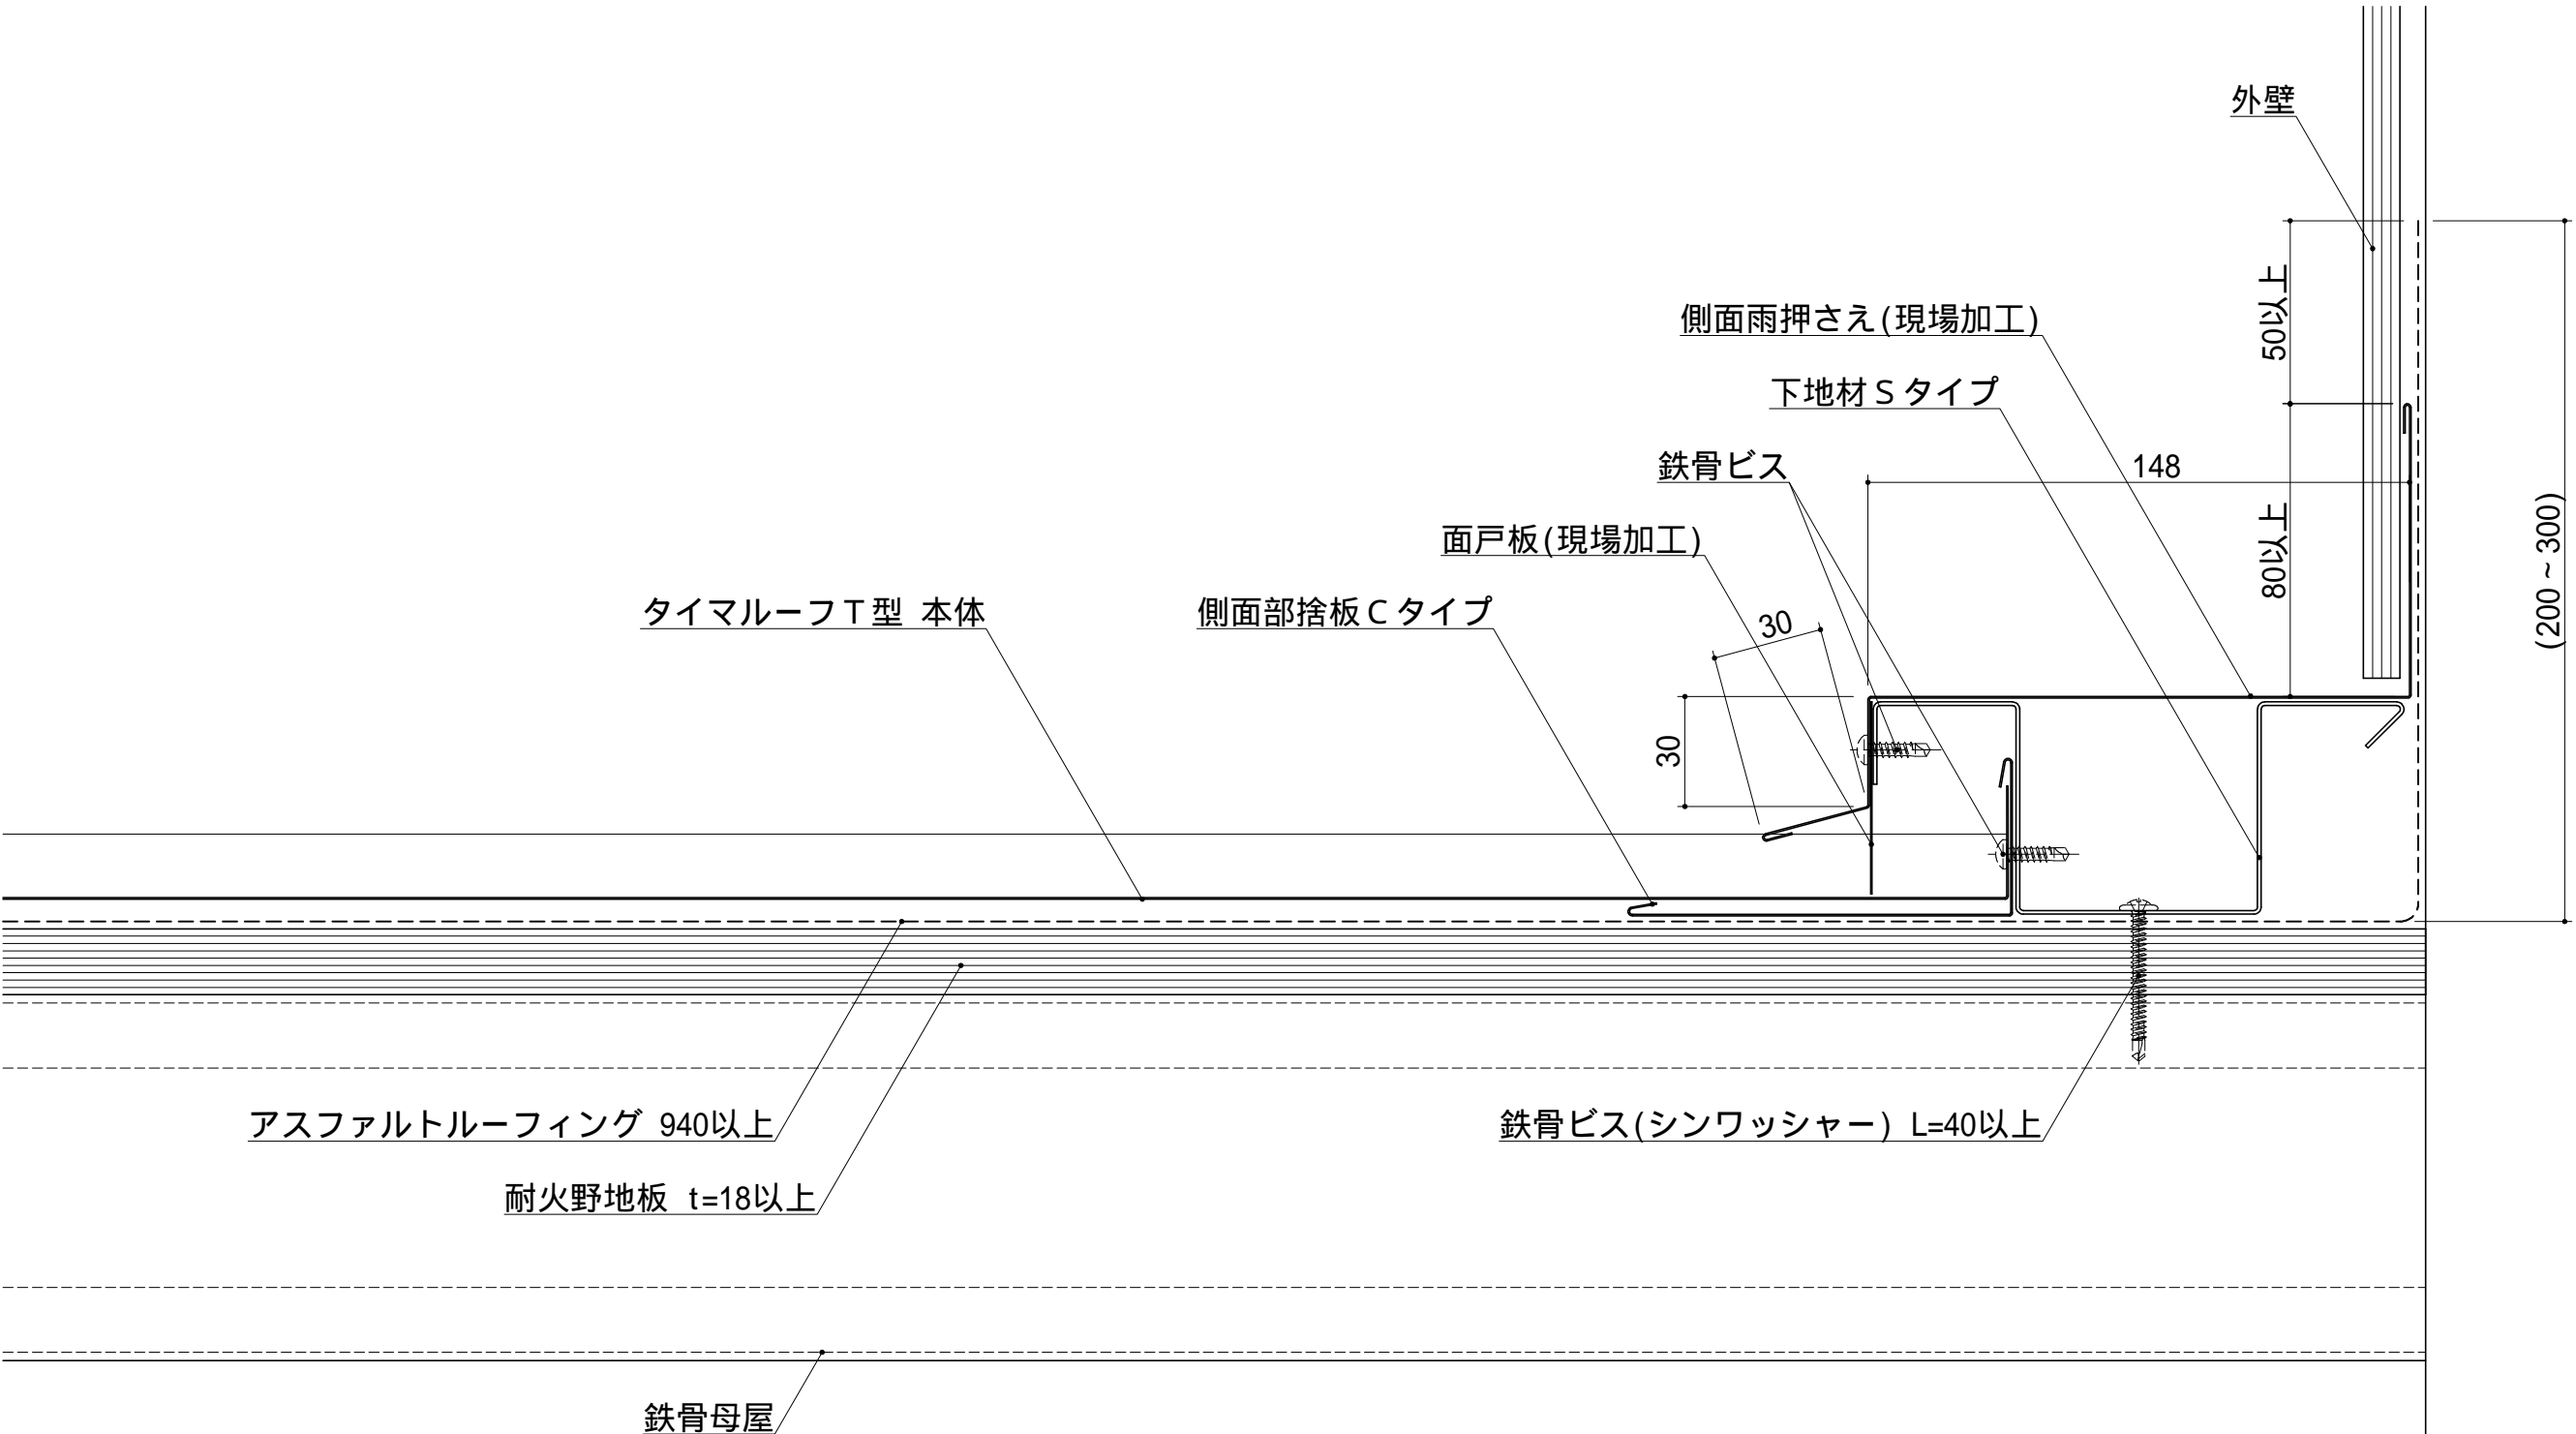 外壁
50以上
側面雨押さえ(現場加工)
下地材Sタイプ
鉄骨ビス
148
80以上
(200~300)
面戸板(現場加工)
タイマルーフT型 本体
側面部捨板Cタイプ
30
30
アスファルトルーフィング 940以上
鉄骨ビス(シンワッシャー) L=40以上
耐火野地板 t=18以上
鉄骨母屋